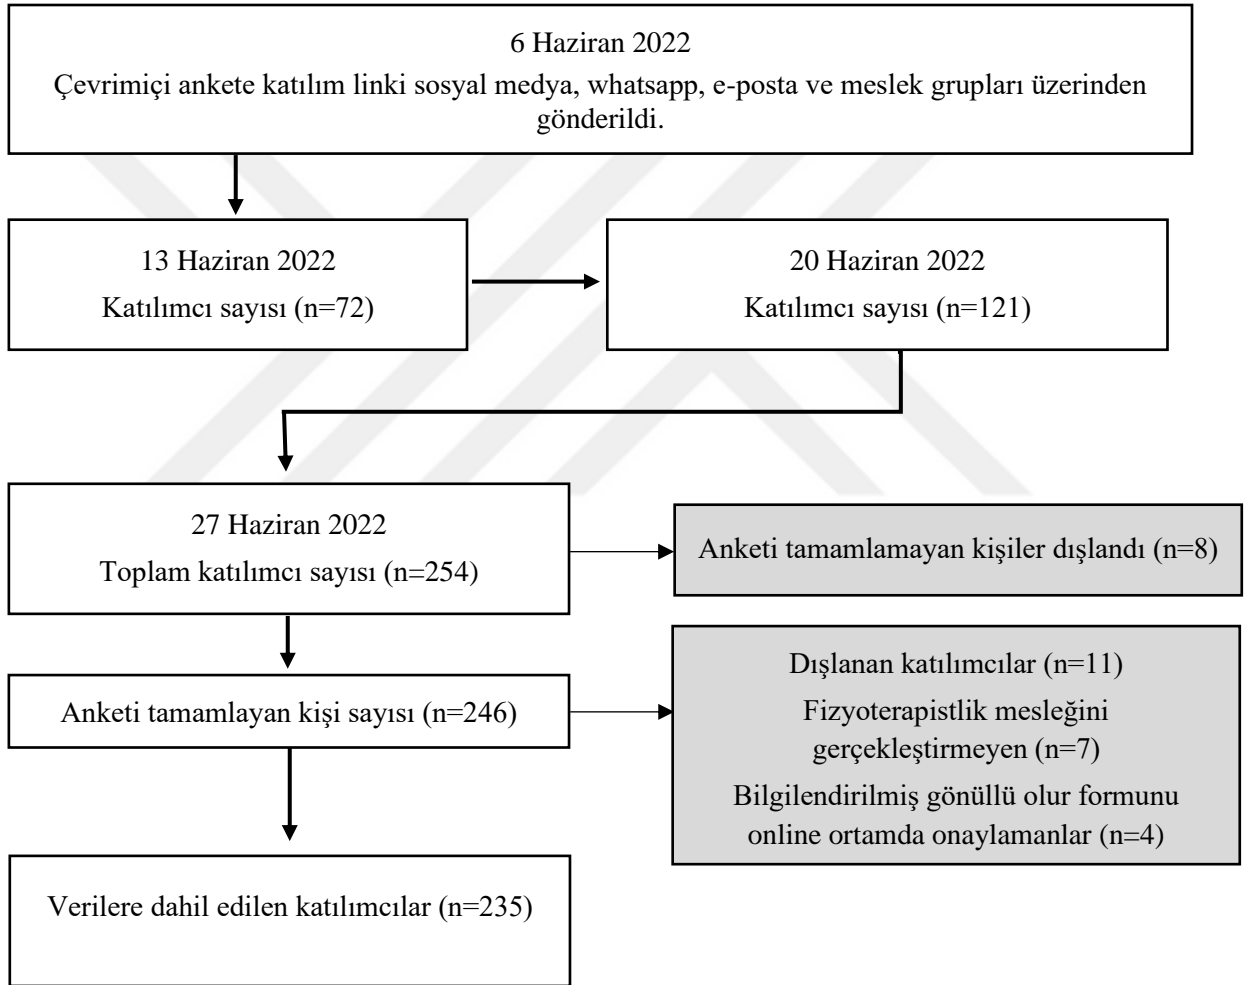 6 Haziran 2022
Çevrimiçi ankete katılım linki sosyal medya, whatsapp, e-posta ve meslek grupları üzerinden
gönderildi.
13 Haziran 2022
Katılımcı sayısı (n=72)
20 Haziran 2022
Katılımcı sayısı (n=121)
27 Haziran 2022
Toplam katılımcı sayısı (n=254)
Anketi tamamlamayan kişiler dışlandı (n=8)
Anketi tamamlayan kişi sayısı (n=246)
Dışlanan katılımcılar (n=11)
Fizyoterapistlik mesleğini
gerçekleştirmeyen (n=7)
Bilgilendirilmiş gönüllü olur formunu
online ortamda onaylamanlar (n=4)
Verilere dahil edilen katılımcılar (n=235)